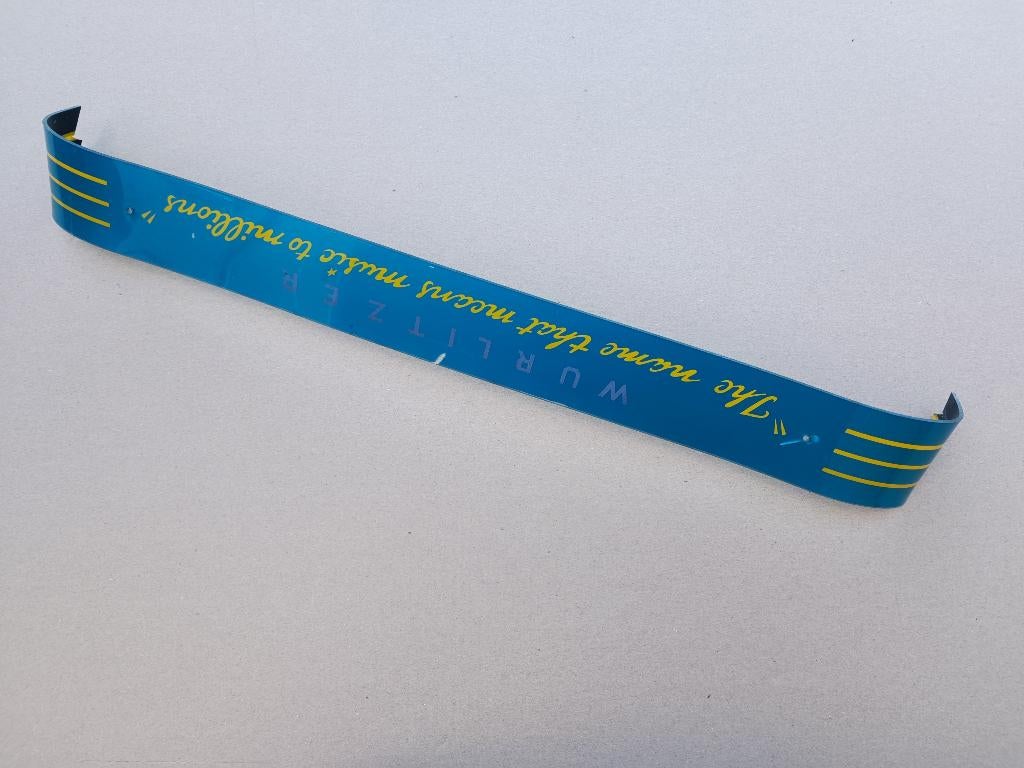 WURLITZER
"The name that means music to millions"